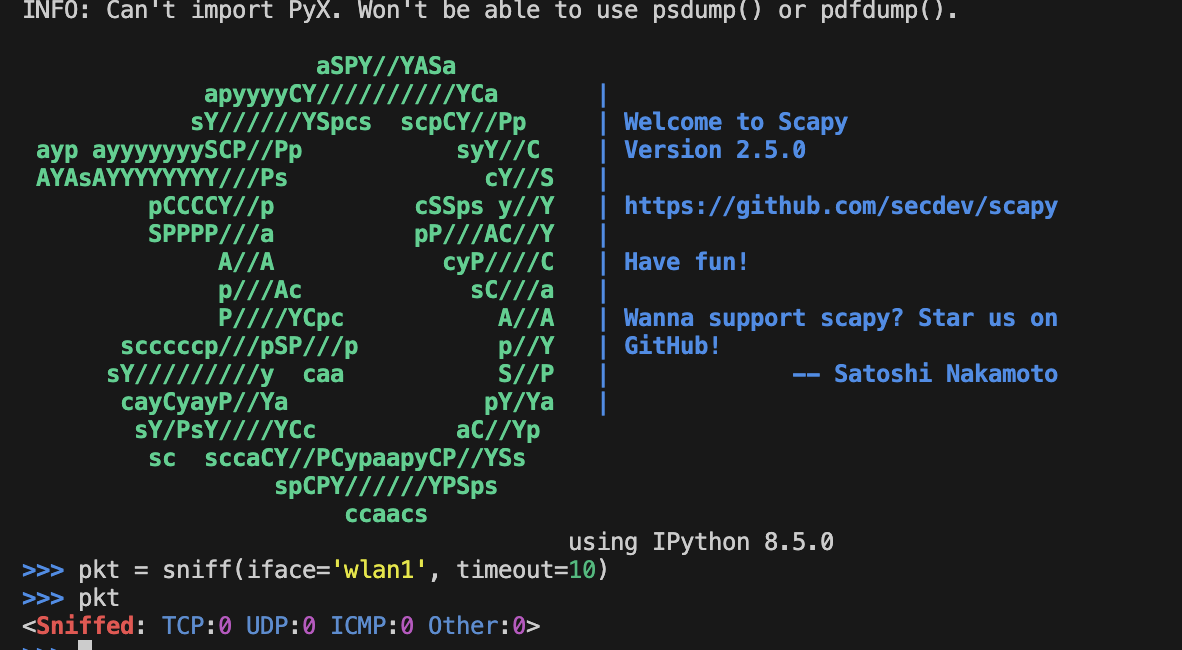 INFO: Can't import PyX. Won't be able to use psdump() or pdfdump().
                     aSPY//YASa
             apyyyyCY//////////YCa       |
            sY//////YSpcs  scpCY//Pp     | Welcome to Scapy
 ayp ayyyyyyySCP//Pp           syY//C    | Version 2.5.0
 AYAsAYYYYYYYY///Ps              cY//S   |
         pCCCCY//p          cSSps y//Y   | https://github.com/secdev/scapy
         SPPPP///a          pP///AC//Y   |
              A//A            cyP////C   | Have fun!
              p///Ac            sC///a   |
              P////YCpc           A//A   | Wanna support scapy? Star us on
       scccccp///pSP///p          p//Y   | GitHub!
      sY/////////y  caa           S//P   |             -- Satoshi Nakamoto
       cayCyayP//Ya              pY/Ya   |
        sY/PsY////YCc          aC//Yp
         sc  sccaCY//PCypaapyCP//YSs
                  spCPY//////YPSps
                       ccaacs
                                       using IPython 8.5.0
>>> pkt = sniff(iface='wlan1', timeout=10)
>>> pkt
<Sniffed: TCP:0 UDP:0 ICMP:0 Other:0>
>>>